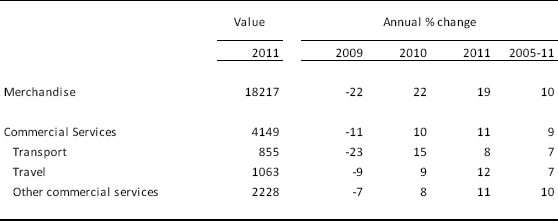 Value Annual % change
2011 2009 2010 2011 2005-11
Merchandise 18217 -22 22 19 10
Commercial Services 4149 -11 10 11 9
Transport 855 -23 15 8 7
Travel 1063 -9 9 12 7
Other commercial services 2228 -7 8 11 10